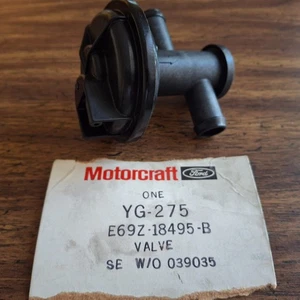 Motorcraft Ford
ONE
YG-275
E69Z-18495-B
VALVE
SE W/O 039035